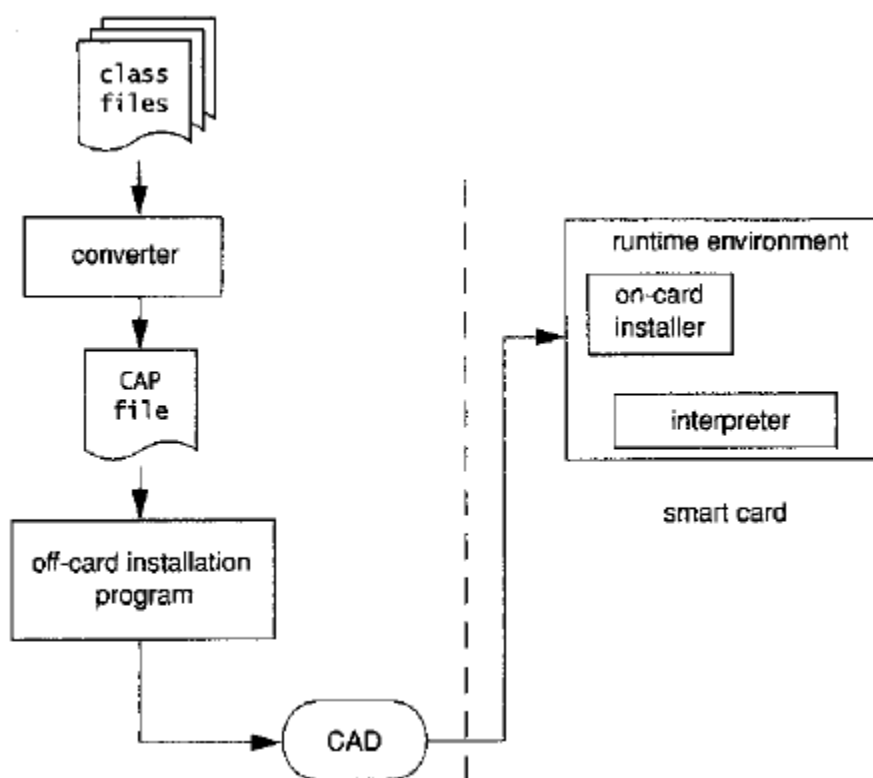 class
files
converter
CAP
file
off-card installation
program
CAD
runtime environment
on-card
installer
interpreter
smart card